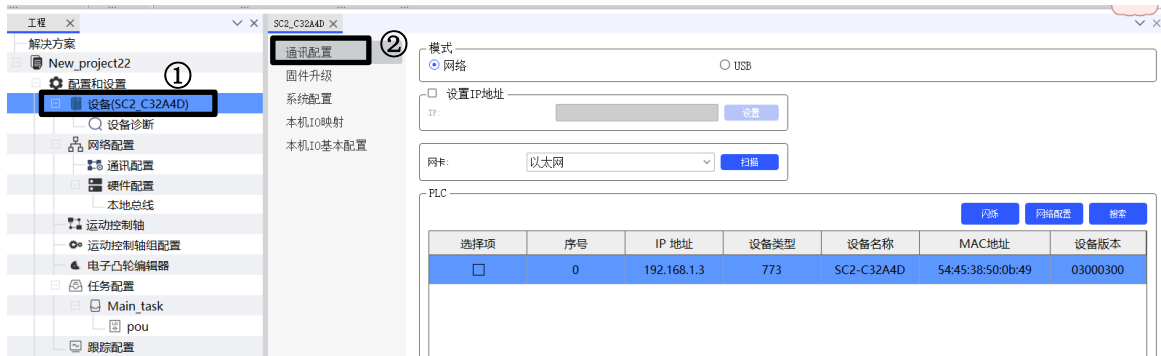 工程
SC2_C32A4D
解决方案
New_project22
配置和设置
①
设备(SC2_C32A4D)
设备诊断
网络配置
通讯配置
硬件配置
本地总线
运动控制轴
运动控制轴组配置
电子凸轮编辑器
任务配置
Main_task
pou
跟踪配置
通讯配置
②
固件升级
系统配置
本机IO映射
本机IO基本配置
模式
网络 USB
设置IP地址
IP: 设置
网卡: 以太网 扫描
PLC
闪烁 网络配置 搜索
选择项 序号 IP 地址 设备类型 设备名称 MAC地址 设备版本
0 192.168.1.3 773 SC2-C32A4D 54:45:38:50:0b:49 03000300